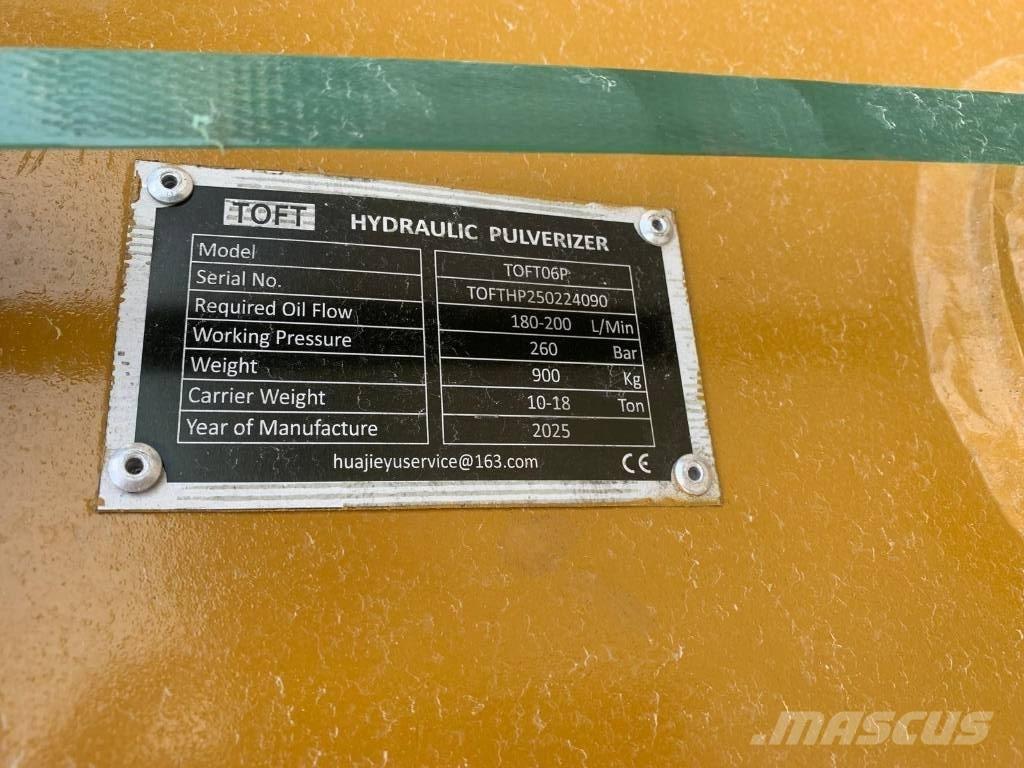 TOFT HYDRAULIC PULVERIZER
Model TOFT06P
Serial No. TOFTHP250224090
Required Oil Flow 180-200 L/Min
Working Pressure 260 Bar
Weight 900 Kg
Carrier Weight 10-18 Ton
Year of Manufacture 2025
huajieyuservice@163.com CE
MASCUS